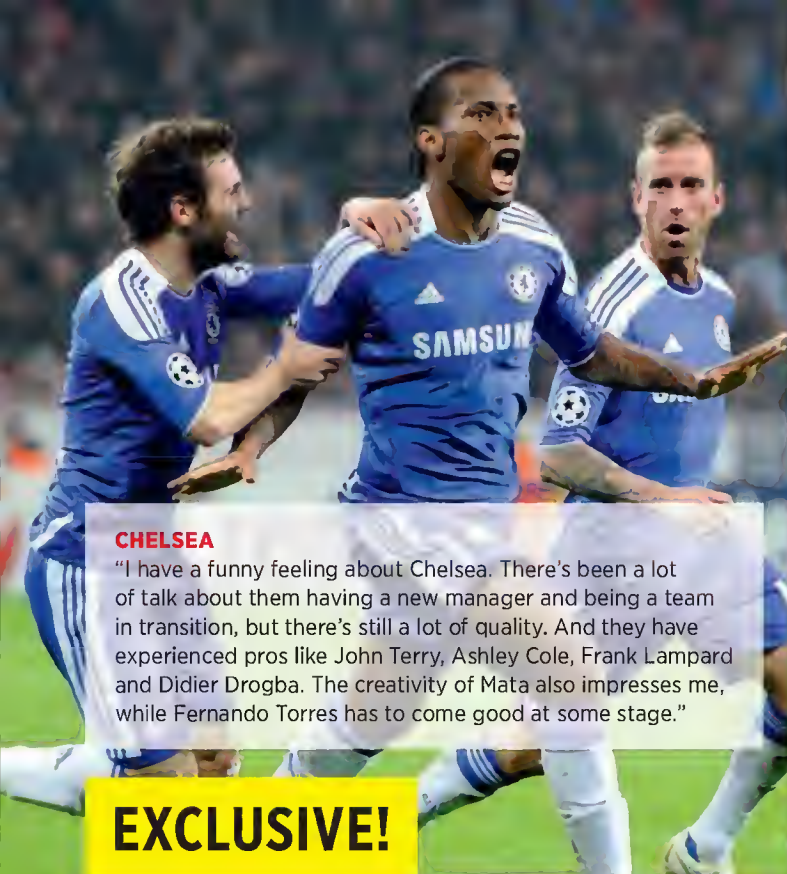 SAMSUN
CHELSEA
“I have a funny feeling about Chelsea. There’s been a lot
of talk about them having a new manager and being a team
in transition, but there’s still a lot of quality. And they have
experienced pros like John Terry, Ashley Cole, Frank Lampard
and Didier Drogba. The creativity of Mata also impresses me,
while Fernando Torres has to come good at some stage.”
EXCLUSIVE!